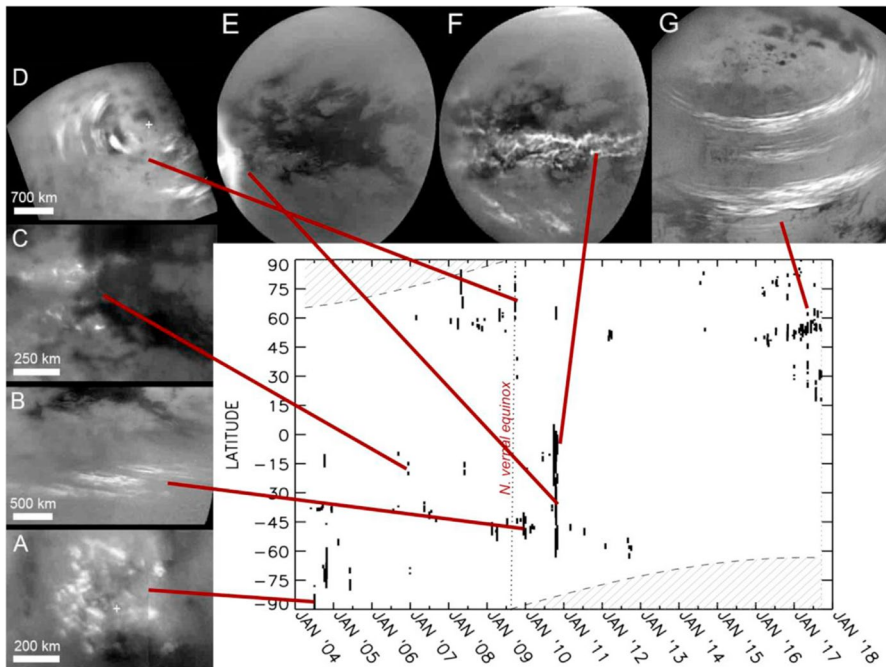 E
F
G
D
700 km
C
250 km
B
500 km
A
200 km
LATITUDE
90
75
60
45
30
15
0
−15
−30
−45
−60
−75
−90
N. vernal equinox
JAN '04
JAN '05
JAN '06
JAN '07
JAN '08
JAN '09
JAN '10
JAN '11
JAN '12
JAN '13
JAN '14
JAN '15
JAN '16
JAN '17
JAN '18